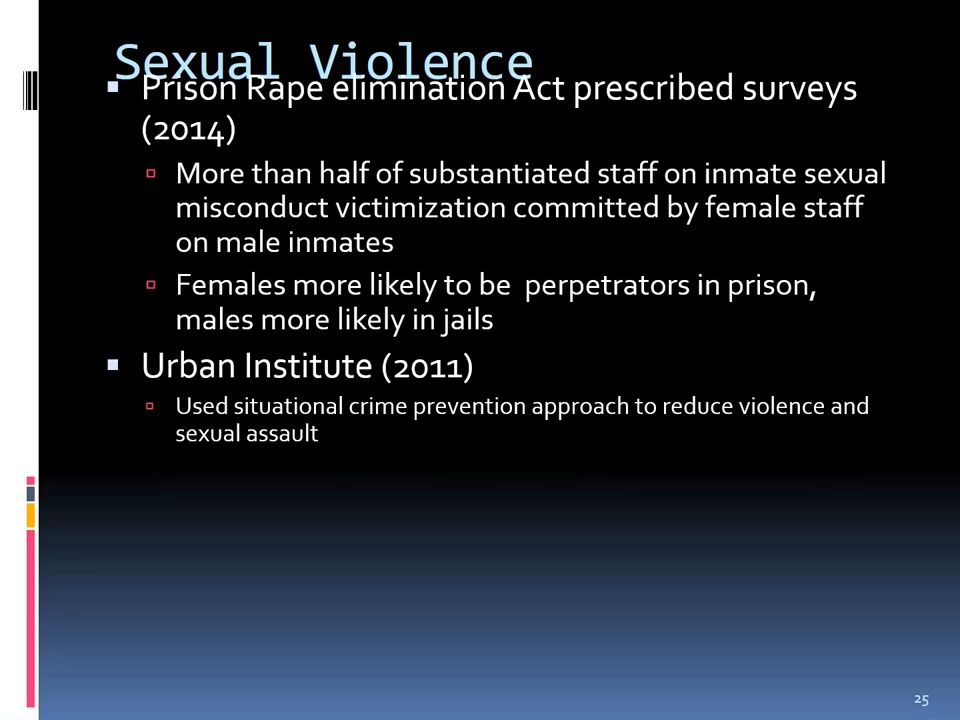 Sexual Violence
Prison Rape elimination Act prescribed surveys
(2014)
More than half of substantiated staff on inmate sexual
misconduct victimization committed by female staff
on male inmates
Females more likely to be  perpetrators in prison,
males more likely in jails
Urban Institute (2011)
Used situational crime prevention approach to reduce violence and
sexual assault
25